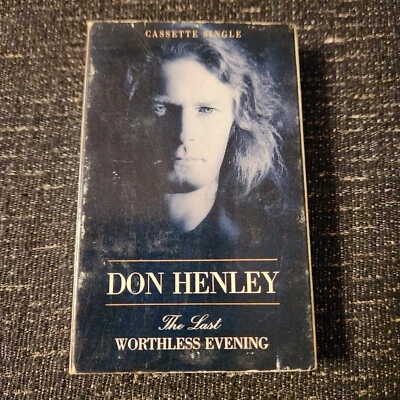 CASSETTE SINGLE
DON HENLEY
The Last
WORTHLESS EVENING